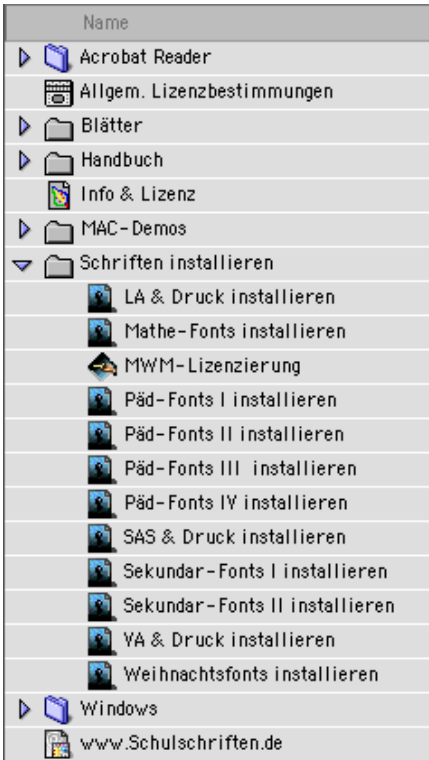 Name
Acrobat Reader
Allgem. Lizenzbestimmungen
Blätter
Handbuch
Info & Lizenz
MAC-Demos
Schriften installieren
LA & Druck installieren
Mathe-Fonts installieren
MWM-Lizenzierung
Päd-Fonts I installieren
Päd-Fonts II installieren
Päd-Fonts III  installieren
Päd-Fonts IV installieren
SAS & Druck installieren
Sekundar-Fonts I installieren
Sekundar-Fonts II installieren
VA & Druck installieren
Weihnachtsfonts installieren
Windows
www.Schulschriften.de